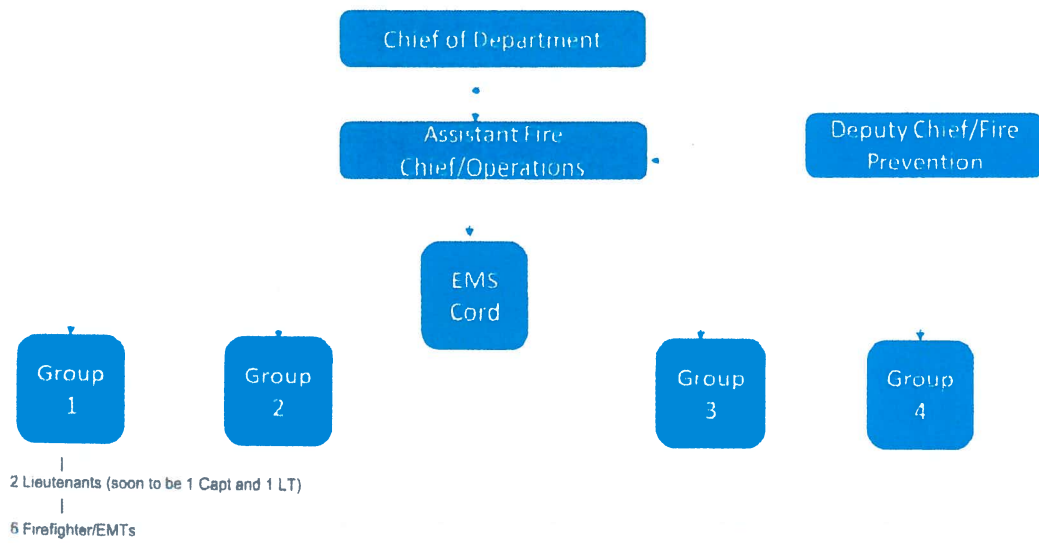 Chief of Department
Assistant Fire
Chief/Operations
Deputy Chief/Fire
Prevention
EMS
Cord
Group
1
Group
2
Group
3
Group
4
2 Lieutenants (soon to be 1 Capt and 1 LT)
6 Firefighter/EMTs